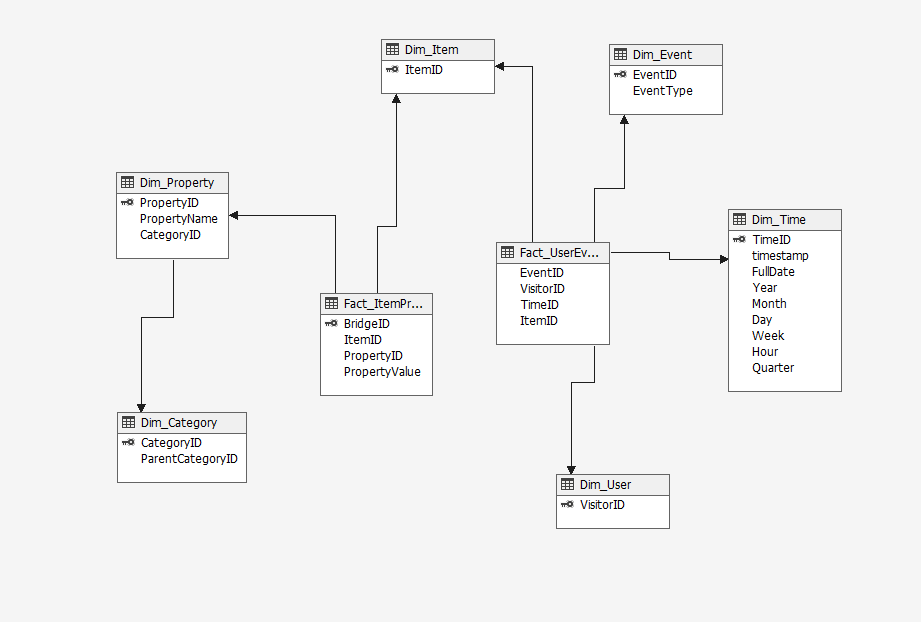 Dim_Item
ItemID
Dim_Event
EventID
EventType
Dim_Property
PropertyID
PropertyName
CategoryID
Dim_Time
TimeID
timestamp
FullDate
Year
Month
Day
Week
Hour
Quarter
Fact_UserEv...
EventID
VisitorID
TimeID
ItemID
Fact_ItemPr...
BridgeID
ItemID
PropertyID
PropertyValue
Dim_Category
CategoryID
ParentCategoryID
Dim_User
VisitorID